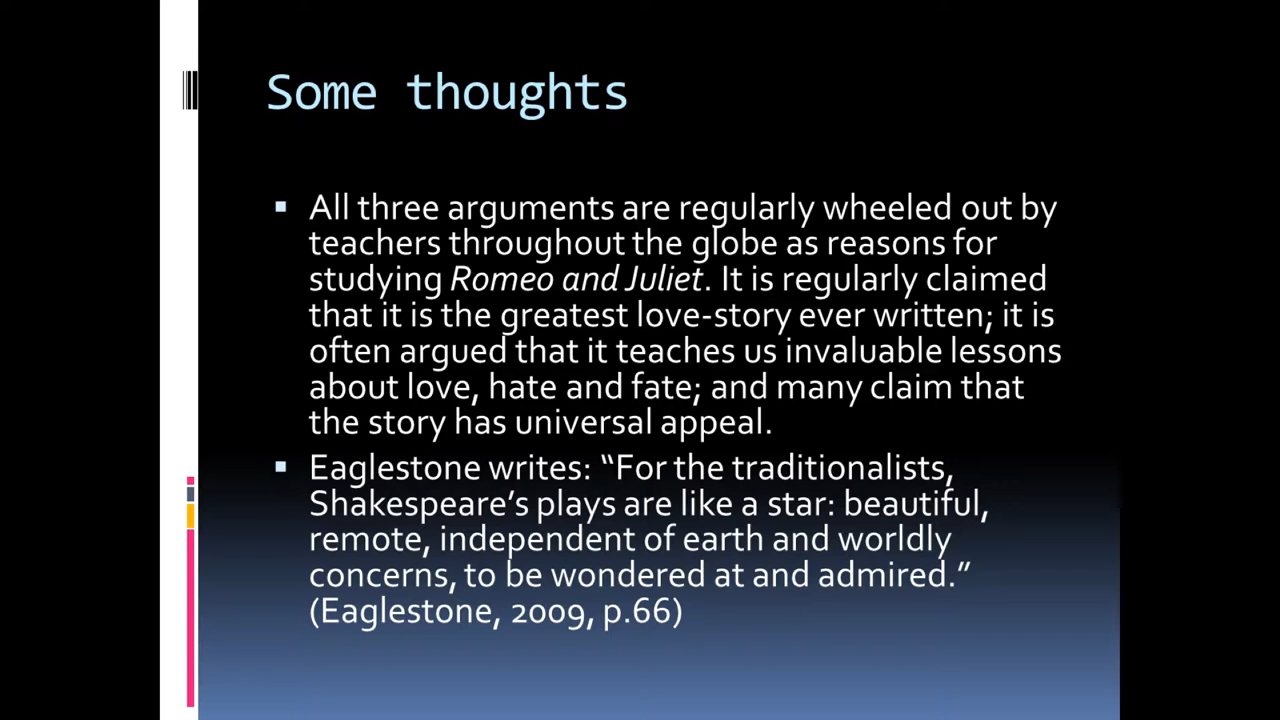 Some thoughts
▪ All three arguments are regularly wheeled out by
teachers throughout the globe as reasons for
studying Romeo and Juliet. It is regularly claimed
that it is the greatest love-story ever written; it is
often argued that it teaches us invaluable lessons
about love, hate and fate; and many claim that
the story has universal appeal.
▪ Eaglestone writes: “For the traditionalists,
Shakespeare’s plays are like a star: beautiful,
remote, independent of earth and worldly
concerns, to be wondered at and admired.”
(Eaglestone, 2009, p.66)